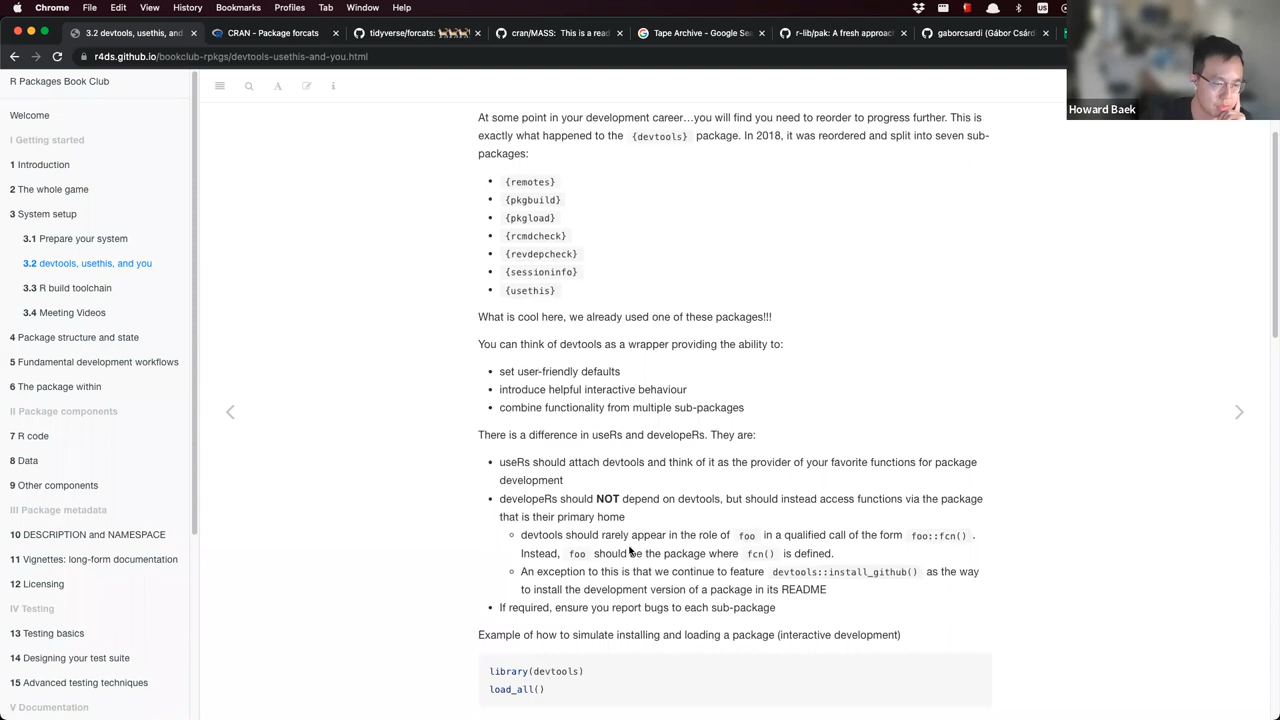 Chrome File Edit View History Bookmarks Profiles Tab Window Help
3.2 devtools, usethis, and you CRAN - Package forcats tidyverse/forcats: cran/MASS: This is a read Tape Archive - Google Sea r-lib/pak: A fresh approach gaborcsardi (Gábor Csárdi
r4ds.github.io/bookclub-rpkgs/devtools-usethis-and-you.html
Howard Baek
R Packages Book Club
Welcome
I Getting started
1 Introduction
2 The whole game
3 System setup
3.1 Prepare your system
3.2 devtools, usethis, and you
3.3 R build toolchain
3.4 Meeting Videos
4 Package structure and state
5 Fundamental development workflows
6 The package within
II Package components
7 R code
8 Data
9 Other components
III Package metadata
10 DESCRIPTION and NAMESPACE
11 Vignettes: long-form documentation
12 Licensing
IV Testing
13 Testing basics
14 Designing your test suite
15 Advanced testing techniques
V Documentation
At some point in your development career…you will find you need to reorder to progress further. This is
exactly what happened to the {devtools} package. In 2018, it was reordered and split into seven sub-
packages:
• {remotes}
• {pkgbuild}
• {pkgload}
• {rcmdcheck}
• {revdepcheck}
• {sessioninfo}
• {usethis}
What is cool here, we already used one of these packages!!!
You can think of devtools as a wrapper providing the ability to:
• set user-friendly defaults
• introduce helpful interactive behaviour
• combine functionality from multiple sub-packages
There is a difference in useRs and developeRs. They are:
• useRs should attach devtools and think of it as the provider of your favorite functions for package
development
• developeRs should NOT depend on devtools, but should instead access functions via the package
that is their primary home
◦ devtools should rarely appear in the role of foo in a qualified call of the form foo::fcn().
Instead, foo should be the package where fcn() is defined.
◦ An exception to this is that we continue to feature devtools::install_github() as the way
to install the development version of a package in its README
• If required, ensure you report bugs to each sub-package
Example of how to simulate installing and loading a package (interactive development)
library(devtools)
load_all()